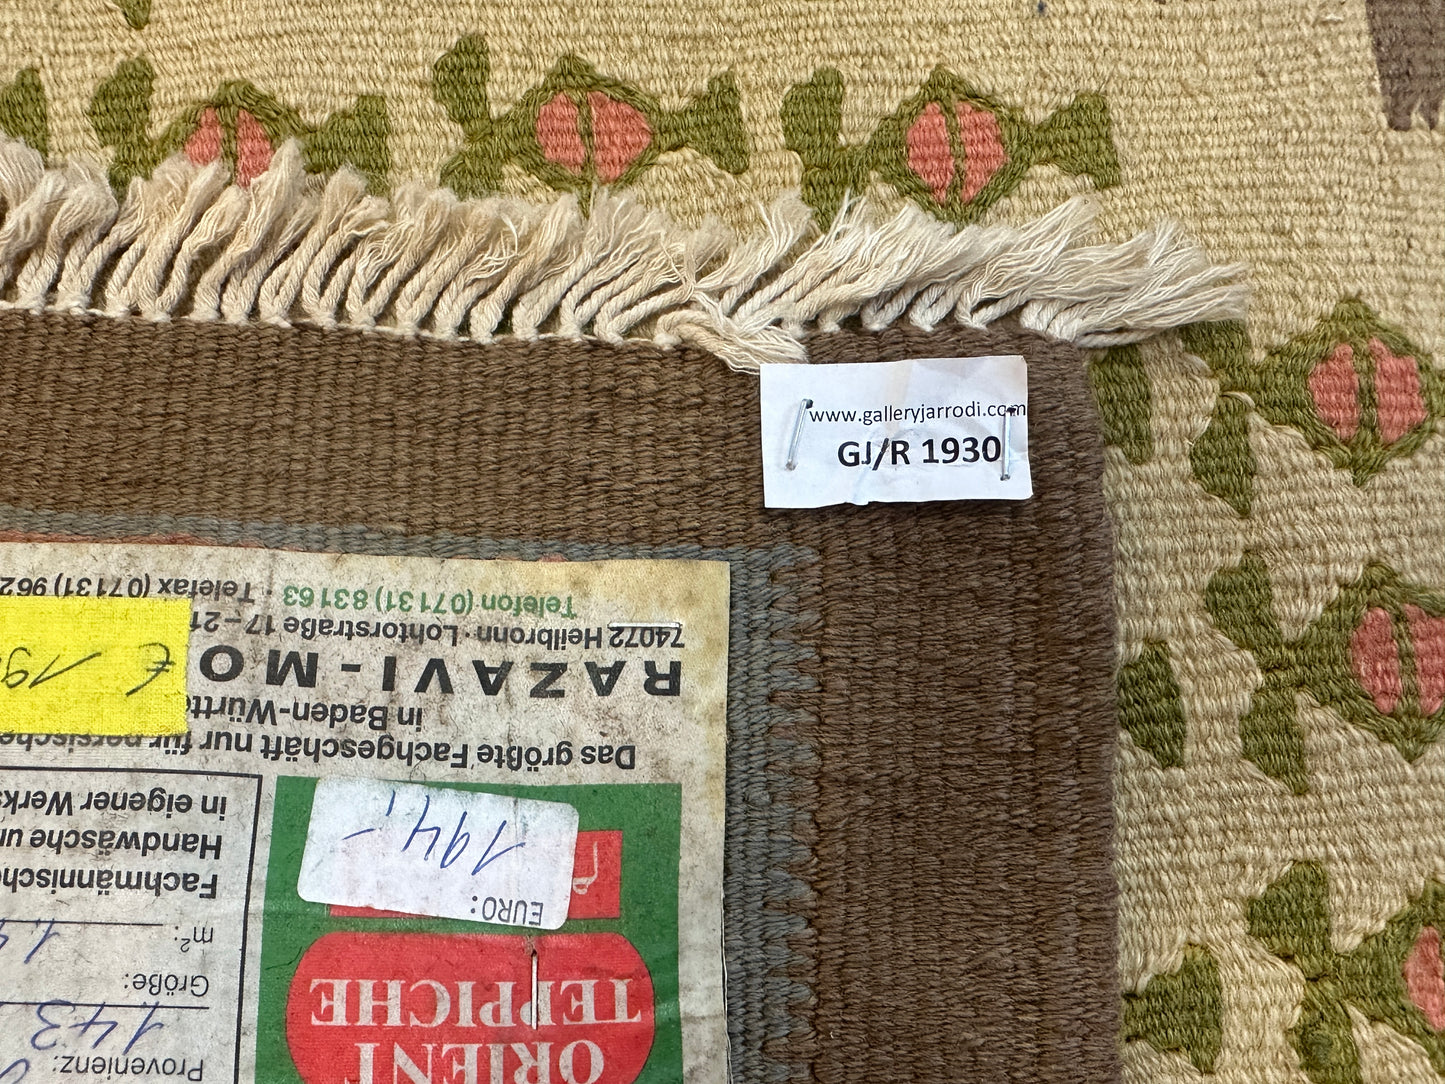 www.galleryjarrodi.com
GJ/R 1930
ORIENT
TEPPICHE
EURO:
194,-
Provenienz:
143
Größe:
m²:
Fachmännische
Handwäsche
in eigener
Das größte Fachgeschäft nur für
in Baden-Württ
RAZAVI-MO
€
74072 Heilbronn · Lohtorstraße 17–21
Telefon (07131) 83163 · Telefax (07131) 962